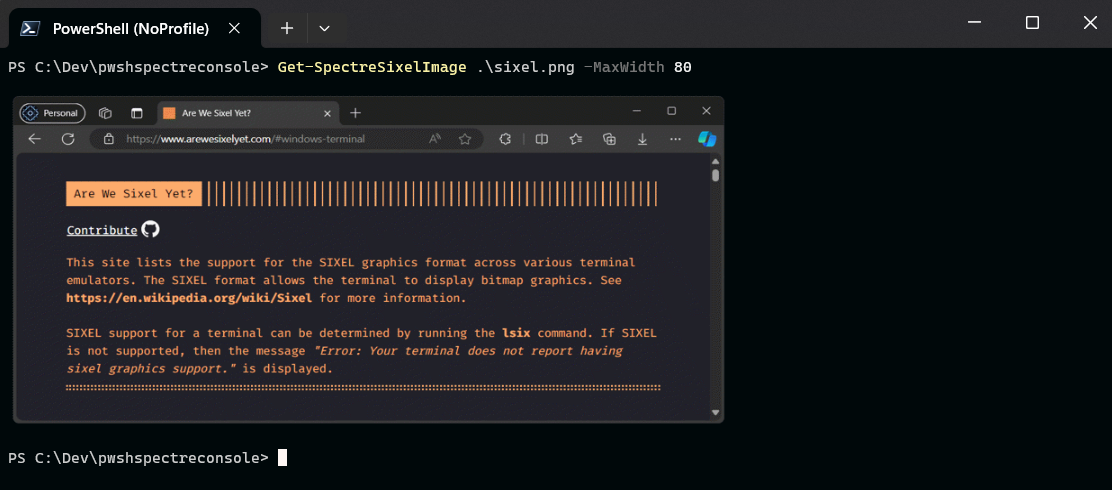 PowerShell (NoProfile)
PS C:\Dev\pwshspectreconsole> Get-SpectreSixelImage .\sixel.png -MaxWidth 80
Personal Are We Sixel Yet?
https://www.arewesixelyet.com/#windows-terminal
Are We Sixel Yet?
Contribute
This site lists the support for the SIXEL graphics format across various terminal
emulators. The SIXEL format allows the terminal to display bitmap graphics. See
https://en.wikipedia.org/wiki/Sixel for more information.
SIXEL support for a terminal can be determined by running the lsix command. If SIXEL
is not supported, then the message "Error: Your terminal does not report having
sixel graphics support." is displayed.
PS C:\Dev\pwshspectreconsole>